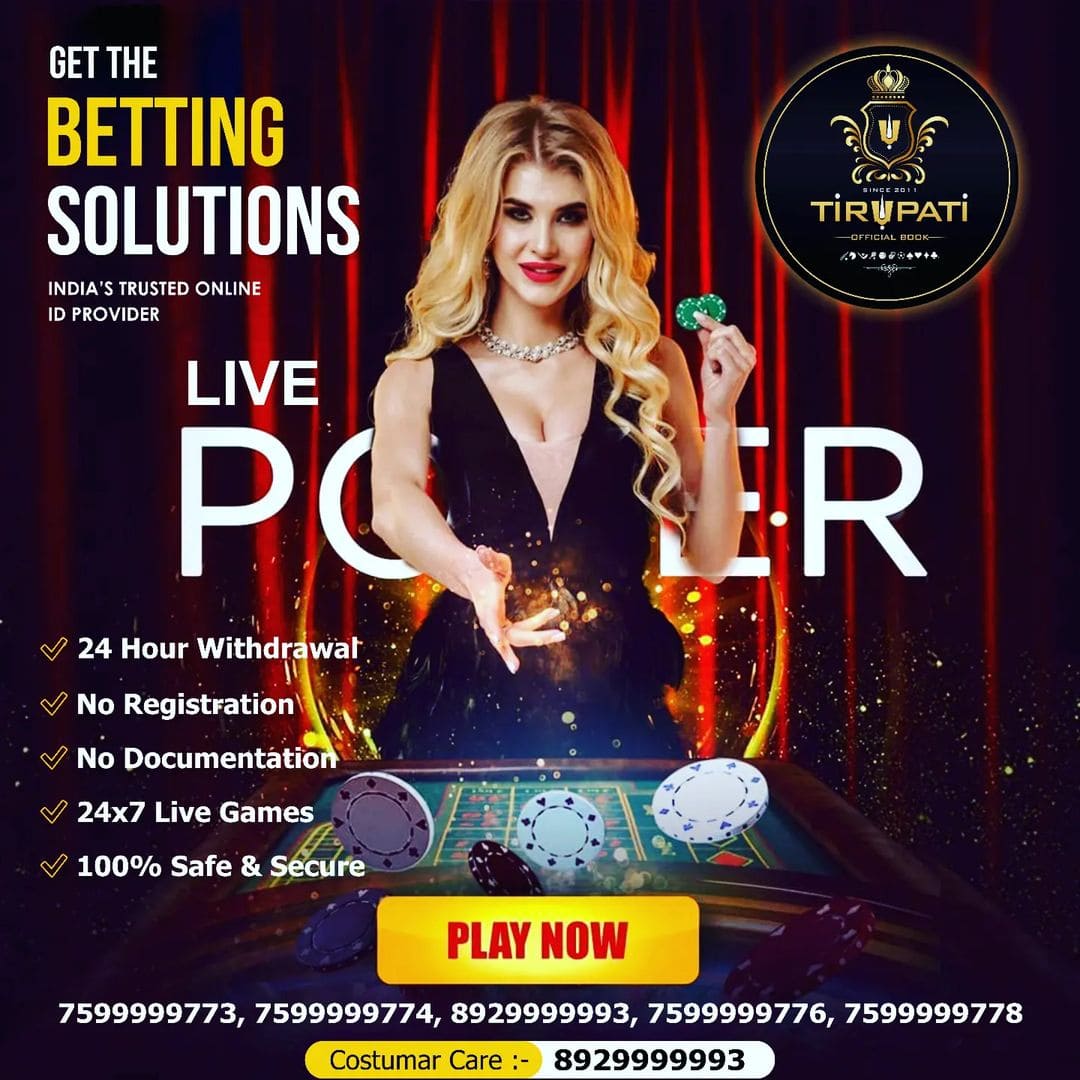 GET THE
BETTING
SOLUTIONS
INDIA'S TRUSTED ONLINE
ID PROVIDER
SINCE 2011
TIRUPATI
OFFICIAL BOOK
LIVE
POKER
24 Hour Withdrawal
No Registration
No Documentation
24x7 Live Games
100% Safe & Secure
PLAY NOW
7599999773, 7599999774, 8929999993, 7599999776, 7599999778
Costumar Care :- 8929999993